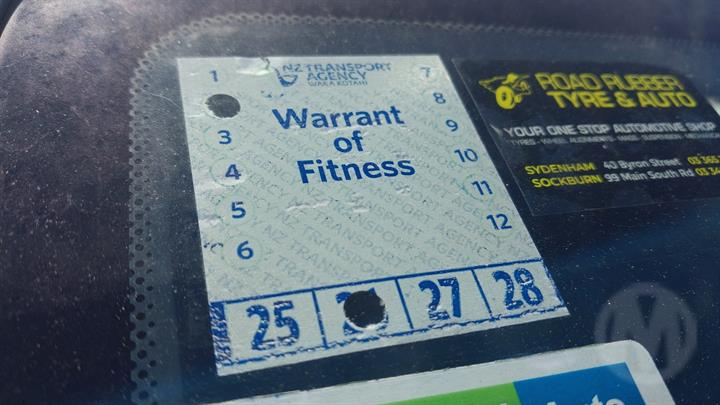 1
NZ TRANSPORT
AGENCY
WAKA KOTAHI
7
8
3
Warrant
of
Fitness
9
4
10
5
11
6
12
25
27
28
ROAD RUBBER
TYRE & AUTO
YOUR ONE STOP AUTOMOTIVE SHOP
SYDENHAM: 40 Byron Street
SOCKBURN: 99 Main South Rd
Auto
M